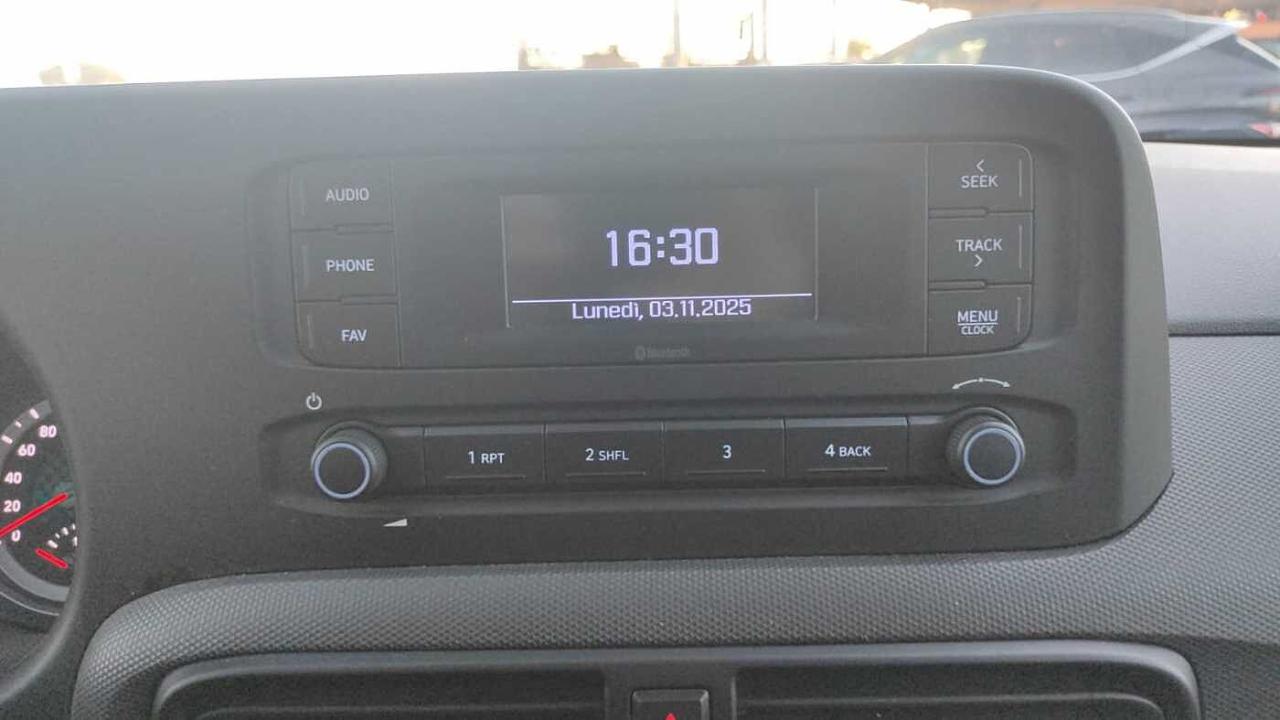 AUDIO
PHONE
FAV
16:30
Lunedì, 03.11.2025
Bluetooth
<
SEEK
TRACK
>
MENU
CLOCK
1 RPT
2 SHFL
3
4 BACK
80
60
40
20
0